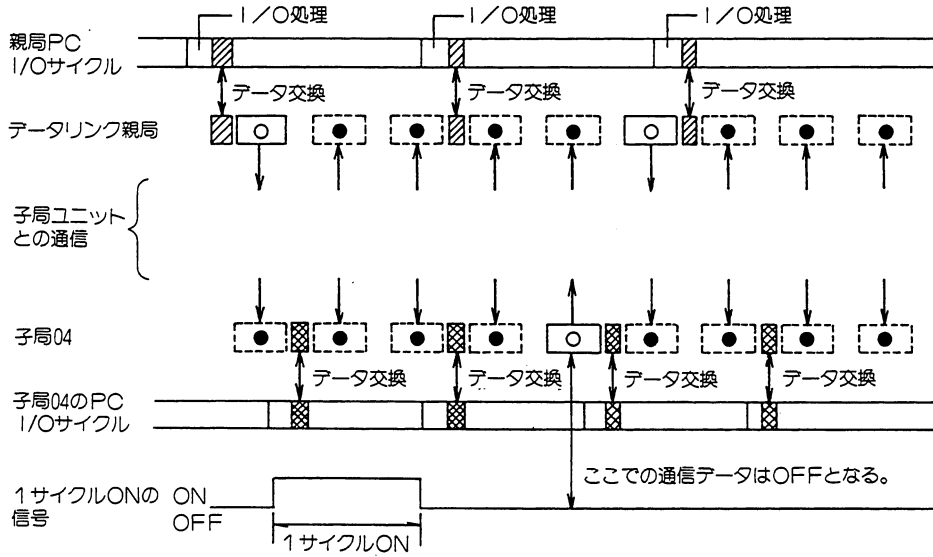 I/O処理
I/O処理
I/O処理
親局PC
I/Oサイクル
データ交換
データ交換
データ交換
データリンク親局
子局ユニット
との通信
子局04
データ交換
データ交換
データ交換
データ交換
子局04のPC
I/Oサイクル
ここでの通信データはOFFとなる。
1サイクルONの
信号
ON
OFF
1サイクルON